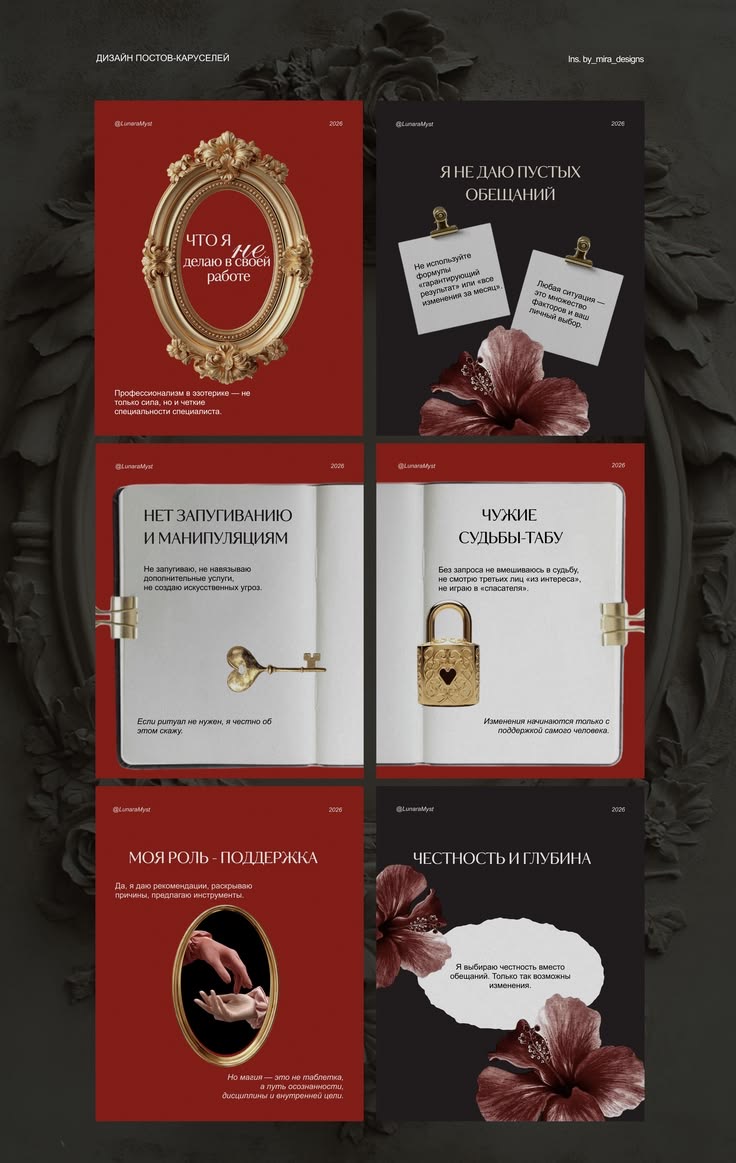 ДИЗАЙН ПОСТОВ-КАРУСЕЛЕЙ
Ins. by_mira_designs
@LunaraMyst
2026
ЧТО Я не
делаю в своей
работе
Профессионализм в эзотерике — не
только сила, но и четкие
специальности специалиста.
@LunaraMyst
2026
Я НЕ ДАЮ ПУСТЫХ
ОБЕЩАНИЙ
Не используйте
формулы
«гарантирующий
результат» или «все
изменения за месяц».
Любая ситуация —
это множество
факторов и ваш
личный выбор.
@LunaraMyst
2026
НЕТ ЗАПУГИВАНИЮ
И МАНИПУЛЯЦИЯМ
Не запугиваю, не навязываю
дополнительные услуги,
не создаю искусственных угроз.
Если ритуал не нужен, я честно об
этом скажу.
@LunaraMyst
2026
ЧУЖИЕ
СУДЬБЫ-ТАБУ
Без запроса не вмешиваюсь в судьбу,
не смотрю третьих лиц «из интереса»,
не играю в «спасателя».
Изменения начинаются только с
поддержкой самого человека.
@LunaraMyst
2026
МОЯ РОЛЬ - ПОДДЕРЖКА
Да, я даю рекомендации, раскрываю
причины, предлагаю инструменты.
Но магия — это не таблетка,
а путь осознанности,
дисциплины и внутренней цели.
@LunaraMyst
2026
ЧЕСТНОСТЬ И ГЛУБИНА
Я выбираю честность вместо
обещаний. Только так возможны
изменения.